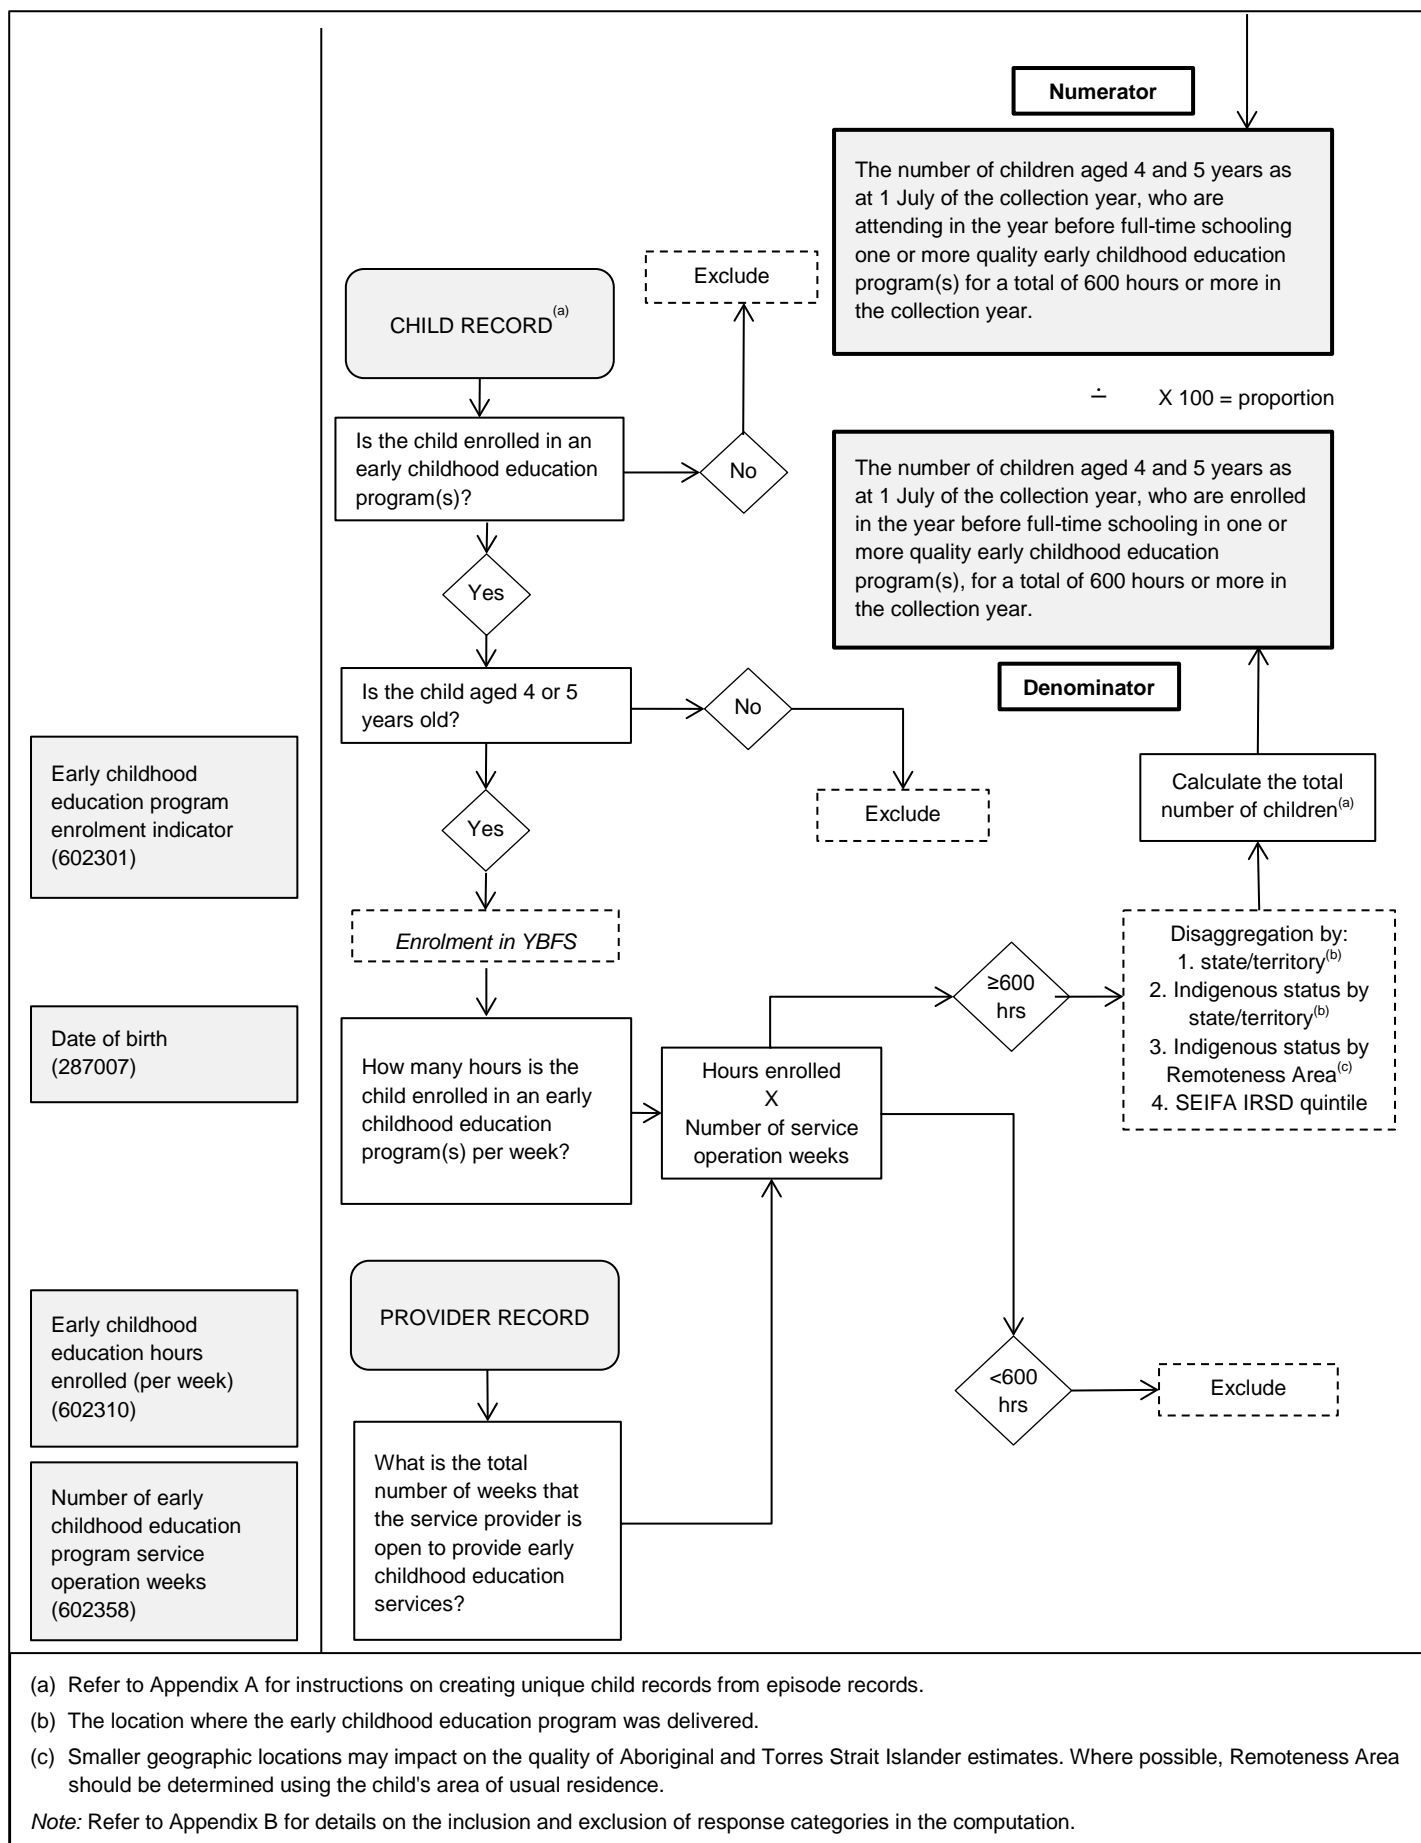 Numerator
The number of children aged 4 and 5 years as
at 1 July of the collection year, who are
attending in the year before full-time schooling
one or more quality early childhood education
program(s) for a total of 600 hours or more in
the collection year.
Exclude
CHILD RECORD(a)
÷ X 100 = proportion
Is the child enrolled in an
early childhood education
program(s)?
No
The number of children aged 4 and 5 years as
at 1 July of the collection year, who are enrolled
in the year before full-time schooling in one or
more quality early childhood education
program(s), for a total of 600 hours or more in
the collection year.
Yes
Denominator
Is the child aged 4 or 5
years old?
No
Early childhood
education program
enrolment indicator
(602301)
Yes
Exclude
Calculate the total
number of children(a)
Enrolment in YBFS
≥600
hrs
Disaggregation by:
1. state/territory(b)
2. Indigenous status by
state/territory(b)
3. Indigenous status by
Remoteness Area(c)
4. SEIFA IRSD quintile
Date of birth
(287007)
How many hours is the
child enrolled in an early
childhood education
program(s) per week?
Hours enrolled
X
Number of service
operation weeks
PROVIDER RECORD
Early childhood
education hours
enrolled (per week)
(602310)
<600
hrs
Exclude
Number of early
childhood education
program service
operation weeks
(602358)
What is the total
number of weeks that
the service provider is
open to provide early
childhood education
services?
(a) Refer to Appendix A for instructions on creating unique child records from episode records.
(b) The location where the early childhood education program was delivered.
(c) Smaller geographic locations may impact on the quality of Aboriginal and Torres Strait Islander estimates. Where possible, Remoteness Area
should be determined using the child's area of usual residence.
Note: Refer to Appendix B for details on the inclusion and exclusion of response categories in the computation.